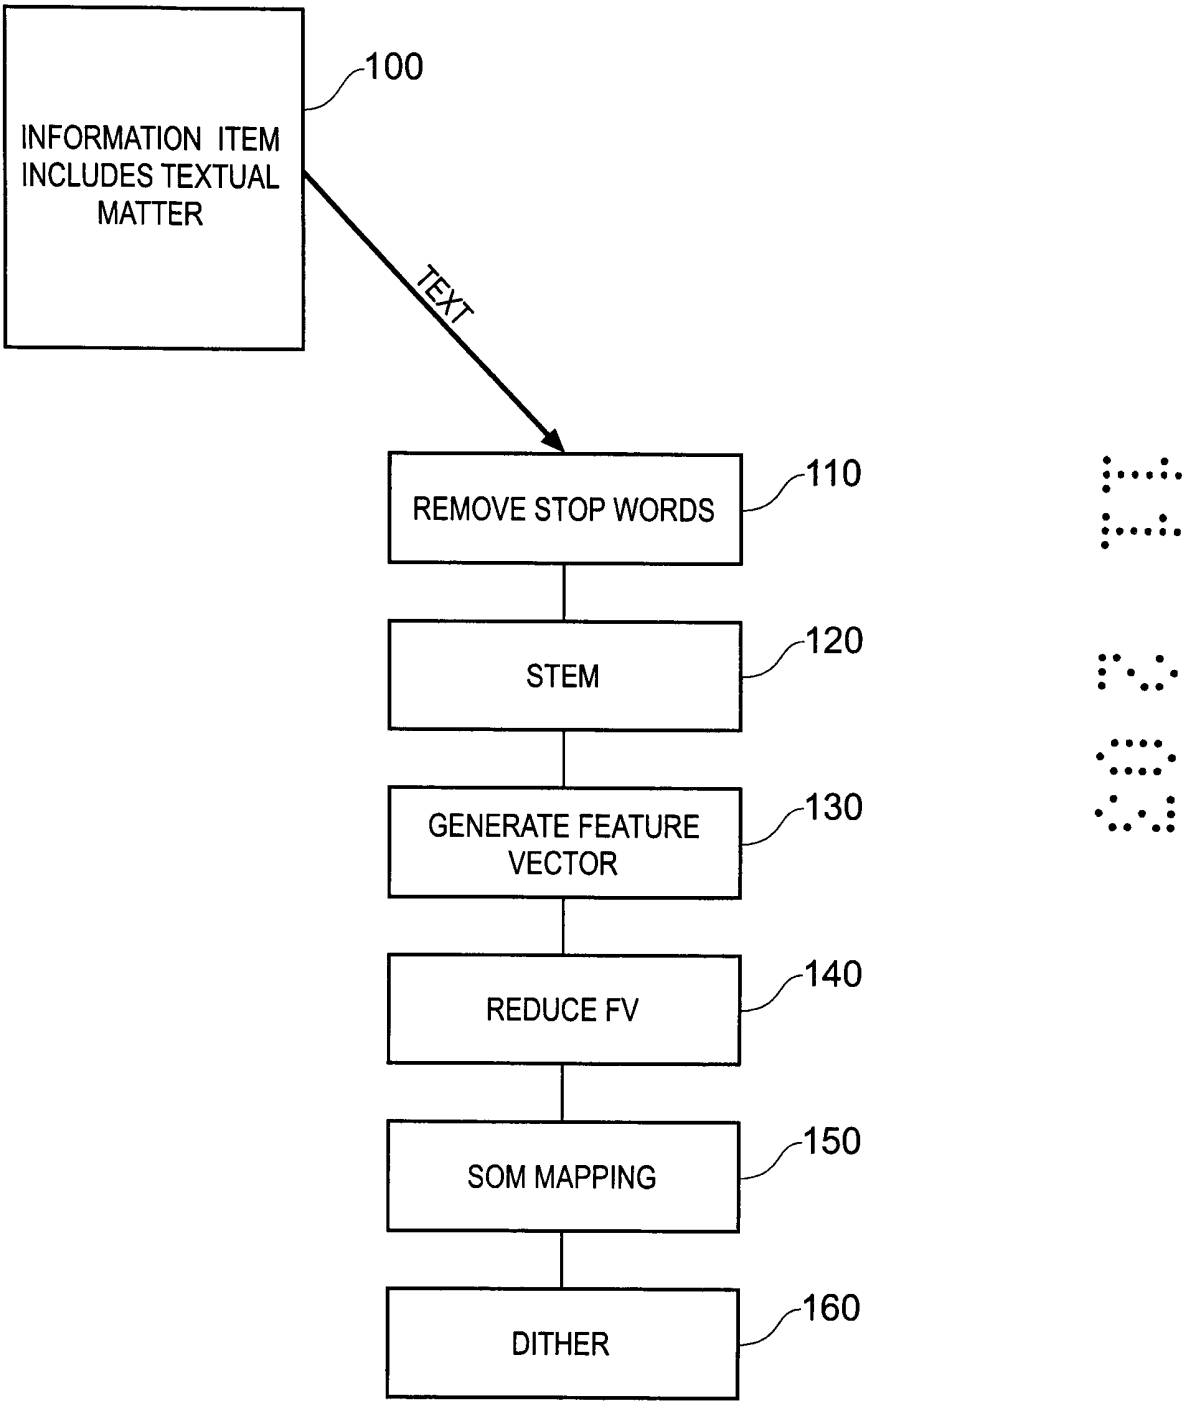 100
INFORMATION ITEM
INCLUDES TEXTUAL
MATTER
TEXT
110
REMOVE STOP WORDS
120
STEM
130
GENERATE FEATURE
VECTOR
140
REDUCE FV
150
SOM MAPPING
160
DITHER